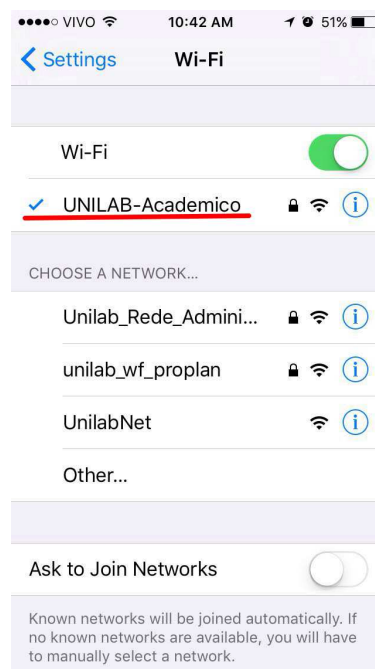 VIVO 10:42 AM 51%
Settings Wi-Fi
Wi-Fi
UNILAB-Academico
CHOOSE A NETWORK...
Unilab_Rede_Admini...
unilab_wf_proplan
UnilabNet
Other...
Ask to Join Networks
Known networks will be joined automatically. If
no known networks are available, you will have
to manually select a network.